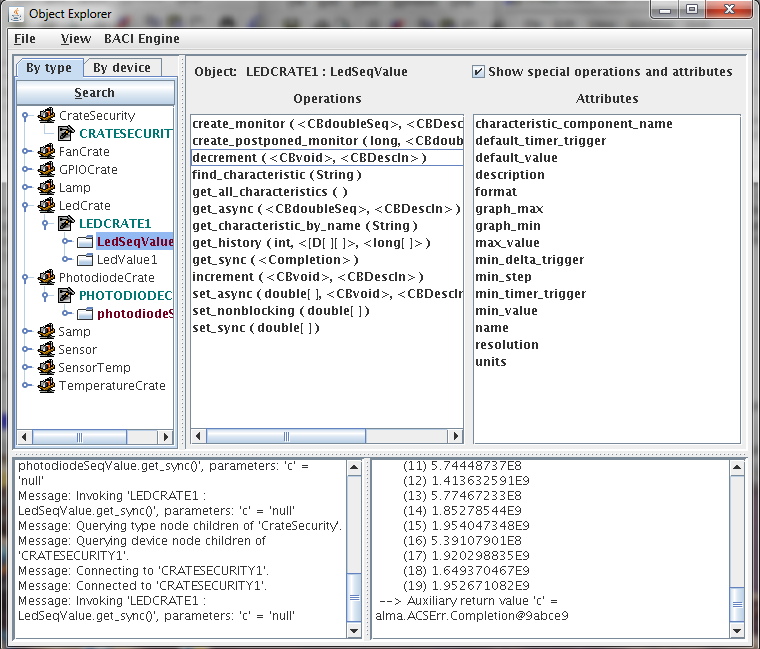 Object Explorer
File View BACI Engine
By type By device
Search
CrateSecurity
CRATESECURIT
FanCrate
GPIOCrate
Lamp
LedCrate
LEDCRATE1
LedSeqValue
LedValue1
PhotodiodeCrate
PHOTODIODEC
photodiodeS
Samp
Sensor
SensorTemp
TemperatureCrate
Object: LEDCRATE1 : LedSeqValue
Show special operations and attributes
Operations
create_monitor ( <CBdoubleSeq>, <CBDesc
create_postponed_monitor ( long, <CBdoub
decrement ( <CBvoid>, <CBDescIn> )
find_characteristic ( String )
get_all_characteristics ( )
get_async ( <CBdoubleSeq>, <CBDescIn> )
get_characteristic_by_name ( String )
get_history ( int, <[D[ ][ ]>, <long[ ]> )
get_sync ( <Completion> )
increment ( <CBvoid>, <CBDescIn> )
set_async ( double[ ], <CBvoid>, <CBDescIn
set_nonblocking ( double[ ] )
set_sync ( double[ ] )
Attributes
characteristic_component_name
default_timer_trigger
default_value
description
format
graph_max
graph_min
max_value
min_delta_trigger
min_step
min_timer_trigger
min_value
name
resolution
units
photodiodeSeqValue.get_sync()', parameters: 'c' =
'null'
Message: Invoking 'LEDCRATE1 :
LedSeqValue.get_sync()', parameters: 'c' = 'null'
Message: Querying type node children of 'CrateSecurity'.
Message: Querying device node children of
'CRATESECURITY1'.
Message: Connecting to 'CRATESECURITY1'.
Message: Connected to 'CRATESECURITY1'.
Message: Invoking 'LEDCRATE1 :
LedSeqValue.get_sync()', parameters: 'c' = 'null'
(11) 5.74448737E8
(12) 1.413632591E9
(13) 5.77467233E8
(14) 1.85278544E9
(15) 1.954047348E9
(16) 5.39107901E8
(17) 1.920298835E9
(18) 1.649370467E9
(19) 1.952671082E9
--> Auxiliary return value 'c' =
alma.ACSErr.Completion@9abce9